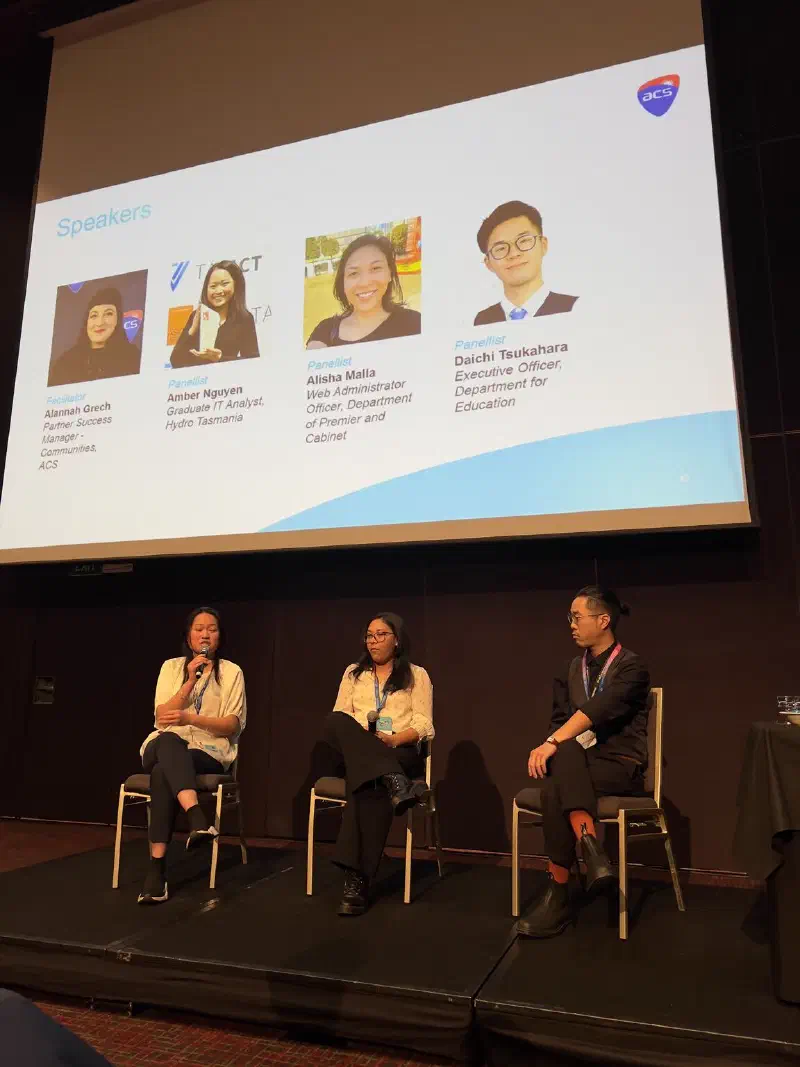 acs
Speakers
Facilitator
Alannah Grech
Partner Success
Manager -
Communities,
ACS
CS
Panellist
Amber Nguyen
Graduate IT Analyst,
Hydro Tasmania
Panellist
Alisha Malla
Web Administrator
Officer, Department
of Premier and
Cabinet
Panellist
Daichi Tsukahara
Executive Officer,
Department for
Education